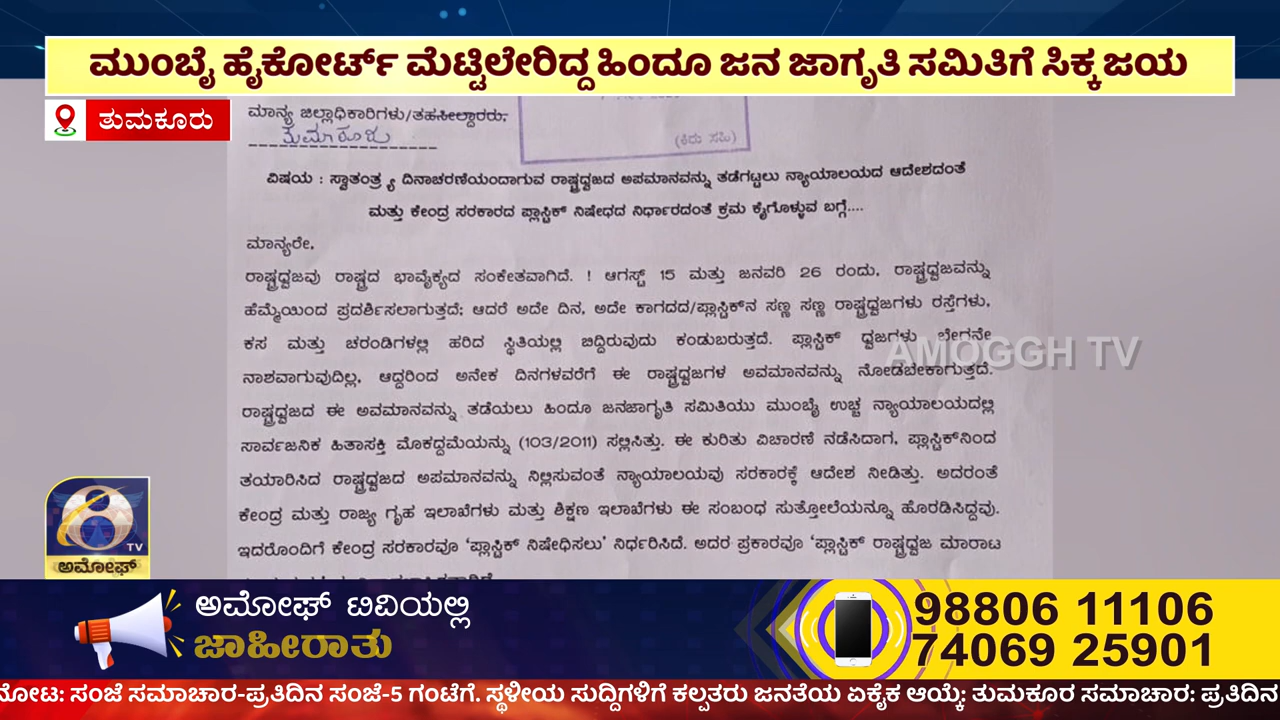 ಮುಂಬೈ ಹೈಕೋರ್ಟ್ ಮೆಟ್ಟಿಲೇರಿದ್ದ ಹಿಂದೂ ಜನ ಜಾಗೃತಿ ಸಮಿತಿಗೆ ಸಿಕ್ಕ ಜಯ
ತುಮಕೂರು
ಮಾನ್ಯ ಜಿಲ್ಲಾಧಿಕಾರಿಗಳು/ತಹಸೀಲ್ದಾರರು,
ತುಮಕೂರು
(ಕಿರು ಸಹಿ)
ವಿಷಯ : ಸ್ವಾತಂತ್ರ್ಯ ದಿನಾಚರಣೆಯಂದಾಗುವ ರಾಷ್ಟ್ರಧ್ವಜದ ಅಪಮಾನವನ್ನು ತಡೆಗಟ್ಟಲು ನ್ಯಾಯಾಲಯದ ಆದೇಶದಂತೆ
ಮತ್ತು ಕೇಂದ್ರ ಸರಕಾರದ ಪ್ಲಾಸ್ಟಿಕ್ ನಿಷೇಧದ ನಿರ್ಧಾರದಂತೆ ಕ್ರಮ ಕೈಗೊಳ್ಳುವ ಬಗ್ಗೆ....
ಮಾನ್ಯರೇ,
ರಾಷ್ಟ್ರಧ್ವಜವು ರಾಷ್ಟ್ರದ ಭಾವೈಕ್ಯದ ಸಂಕೇತವಾಗಿದೆ. ! ಆಗಸ್ಟ್ 15 ಮತ್ತು ಜನವರಿ 26 ರಂದು, ರಾಷ್ಟ್ರಧ್ವಜವನ್ನು
ಹೆಮ್ಮೆಯಿಂದ ಪ್ರದರ್ಶಿಸಲಾಗುತ್ತದೆ; ಆದರೆ ಅದೇ ದಿನ, ಅದೇ ಕಾಗದದ/ಪ್ಲಾಸ್ಟಿಕ್‌ನ ಸಣ್ಣ ಸಣ್ಣ ರಾಷ್ಟ್ರಧ್ವಜಗಳು ರಸ್ತೆಗಳು,
ಕಸ ಮತ್ತು ಚರಂಡಿಗಳಲ್ಲಿ ಹರಿದ ಸ್ಥಿತಿಯಲ್ಲಿ ಬಿದ್ದಿರುವುದು ಕಂಡುಬರುತ್ತದೆ. ಪ್ಲಾಸ್ಟಿಕ್ ಧ್ವಜಗಳು ಬೇಗನೇ
AMOGGH TV
ನಾಶವಾಗುವುದಿಲ್ಲ, ಆದ್ದರಿಂದ ಅನೇಕ ದಿನಗಳವರೆಗೆ ಈ ರಾಷ್ಟ್ರಧ್ವಜಗಳ ಅವಮಾನವನ್ನು ನೋಡಬೇಕಾಗುತ್ತದೆ.
ರಾಷ್ಟ್ರಧ್ವಜದ ಈ ಅವಮಾನವನ್ನು ತಡೆಯಲು ಹಿಂದೂ ಜನಜಾಗೃತಿ ಸಮಿತಿಯು ಮುಂಬೈ ಉಚ್ಚ ನ್ಯಾಯಾಲಯದಲ್ಲಿ
ಸಾರ್ವಜನಿಕ ಹಿತಾಸಕ್ತಿ ಮೊಕದ್ದಮೆಯನ್ನು (103/2011) ಸಲ್ಲಿಸಿತ್ತು. ಈ ಕುರಿತು ವಿಚಾರಣೆ ನಡೆಸಿದಾಗ, ಪ್ಲಾಸ್ಟಿಕ್‌ನಿಂದ
ತಯಾರಿಸಿದ ರಾಷ್ಟ್ರಧ್ವಜದ ಅಪಮಾನವನ್ನು ನಿಲ್ಲಿಸುವಂತೆ ನ್ಯಾಯಾಲಯವು ಸರಕಾರಕ್ಕೆ ಆದೇಶ ನೀಡಿತ್ತು. ಅದರಂತೆ
ಕೇಂದ್ರ ಮತ್ತು ರಾಜ್ಯ ಗೃಹ ಇಲಾಖೆಗಳು ಮತ್ತು ಶಿಕ್ಷಣ ಇಲಾಖೆಗಳು ಈ ಸಂಬಂಧ ಸುತ್ತೋಲೆಯನ್ನೂ ಹೊರಡಿಸಿದ್ದವು.
ಇದರೊಂದಿಗೆ ಕೇಂದ್ರ ಸರಕಾರವೂ ‘ಪ್ಲಾಸ್ಟಿಕ್ ನಿಷೇಧಿಸಲು’ ನಿರ್ಧರಿಸಿದೆ. ಅದರ ಪ್ರಕಾರವೂ ‘ಪ್ಲಾಸ್ಟಿಕ್ ರಾಷ್ಟ್ರಧ್ವಜ ಮಾರಾಟ
TV
ಅಮೋಘ್
ಅಮೋಘ್ ಟಿವಿಯಲ್ಲಿ
ಜಾಹೀರಾತು
98806 11106
74069 25901
ನೋಟ: ಸಂಜೆ ಸಮಾಚಾರ-ಪ್ರತಿದಿನ ಸಂಜೆ-5 ಗಂಟೆಗೆ. ಸ್ಥಳೀಯ ಸುದ್ದಿಗಳಿಗೆ ಕಲ್ಪತರು ಜನತೆಯ ಏಕೈಕ ಆಯ್ಕೆ; ತುಮಕೂರ ಸಮಾಚಾರ: ಪ್ರತಿದಿನ